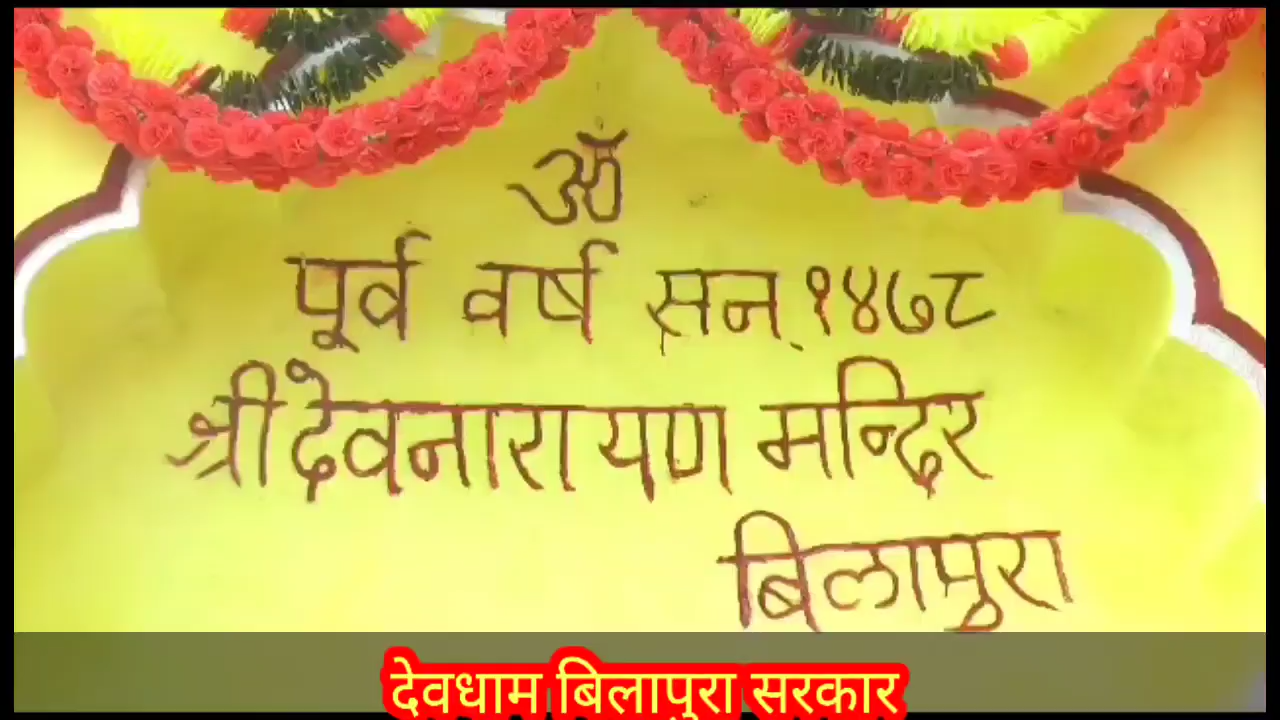 ॐ
पूर्व वर्ष सन् १४७८
श्री देवनारायण मन्दिर
बिलापुरा
देवधाम बिलापुरा सरकार